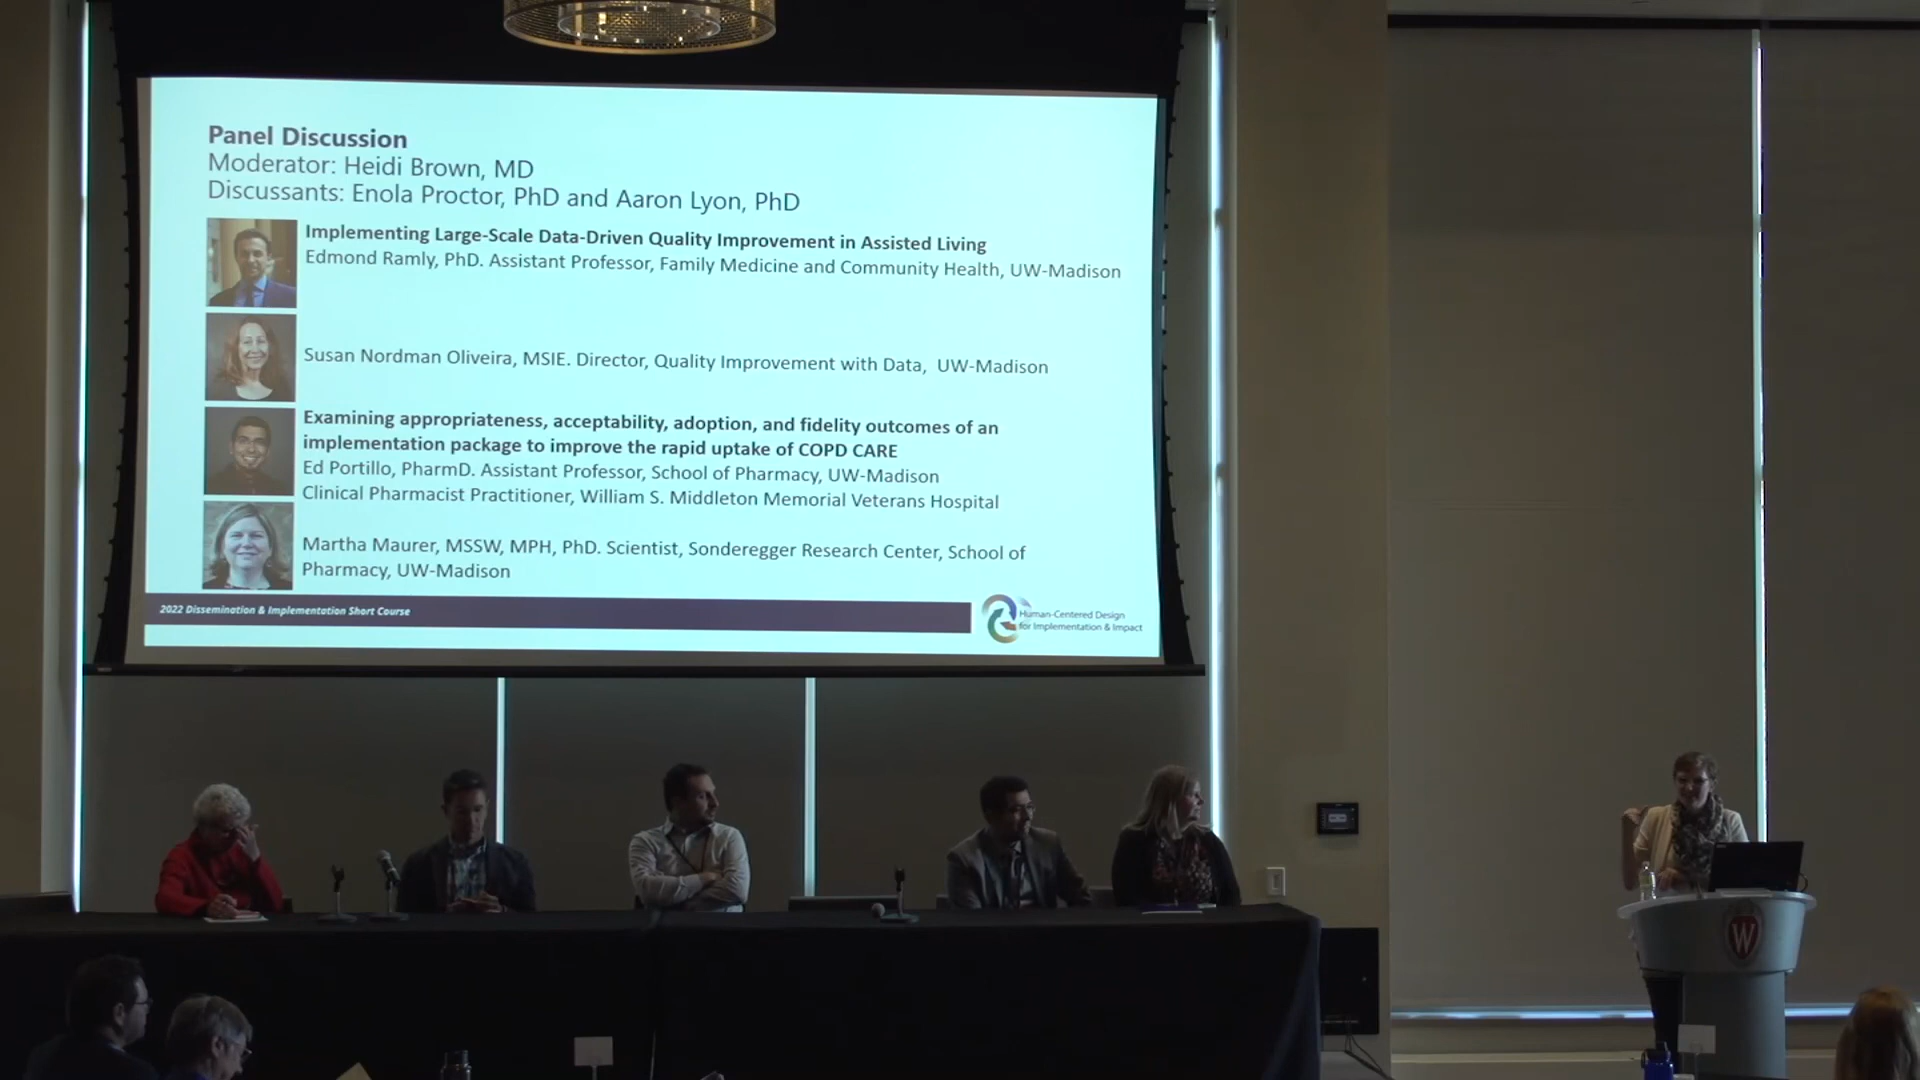 Panel Discussion
Moderator: Heidi Brown, MD
Discussants: Enola Proctor, PhD and Aaron Lyon, PhD
Implementing Large-Scale Data-Driven Quality Improvement in Assisted Living
Edmond Ramly, PhD. Assistant Professor, Family Medicine and Community Health, UW-Madison
Susan Nordman Oliveira, MSIE. Director, Quality Improvement with Data, UW-Madison
Examining appropriateness, acceptability, adoption, and fidelity outcomes of an
implementation package to improve the rapid uptake of COPD CARE
Ed Portillo, PharmD. Assistant Professor, School of Pharmacy, UW-Madison
Clinical Pharmacist Practitioner, William S. Middleton Memorial Veterans Hospital
Martha Maurer, MSSW, MPH, PhD. Scientist, Sonderegger Research Center, School of
Pharmacy, UW-Madison
2022 Dissemination & Implementation Short Course
Human-Centered Design
for Implementation & Impact
W